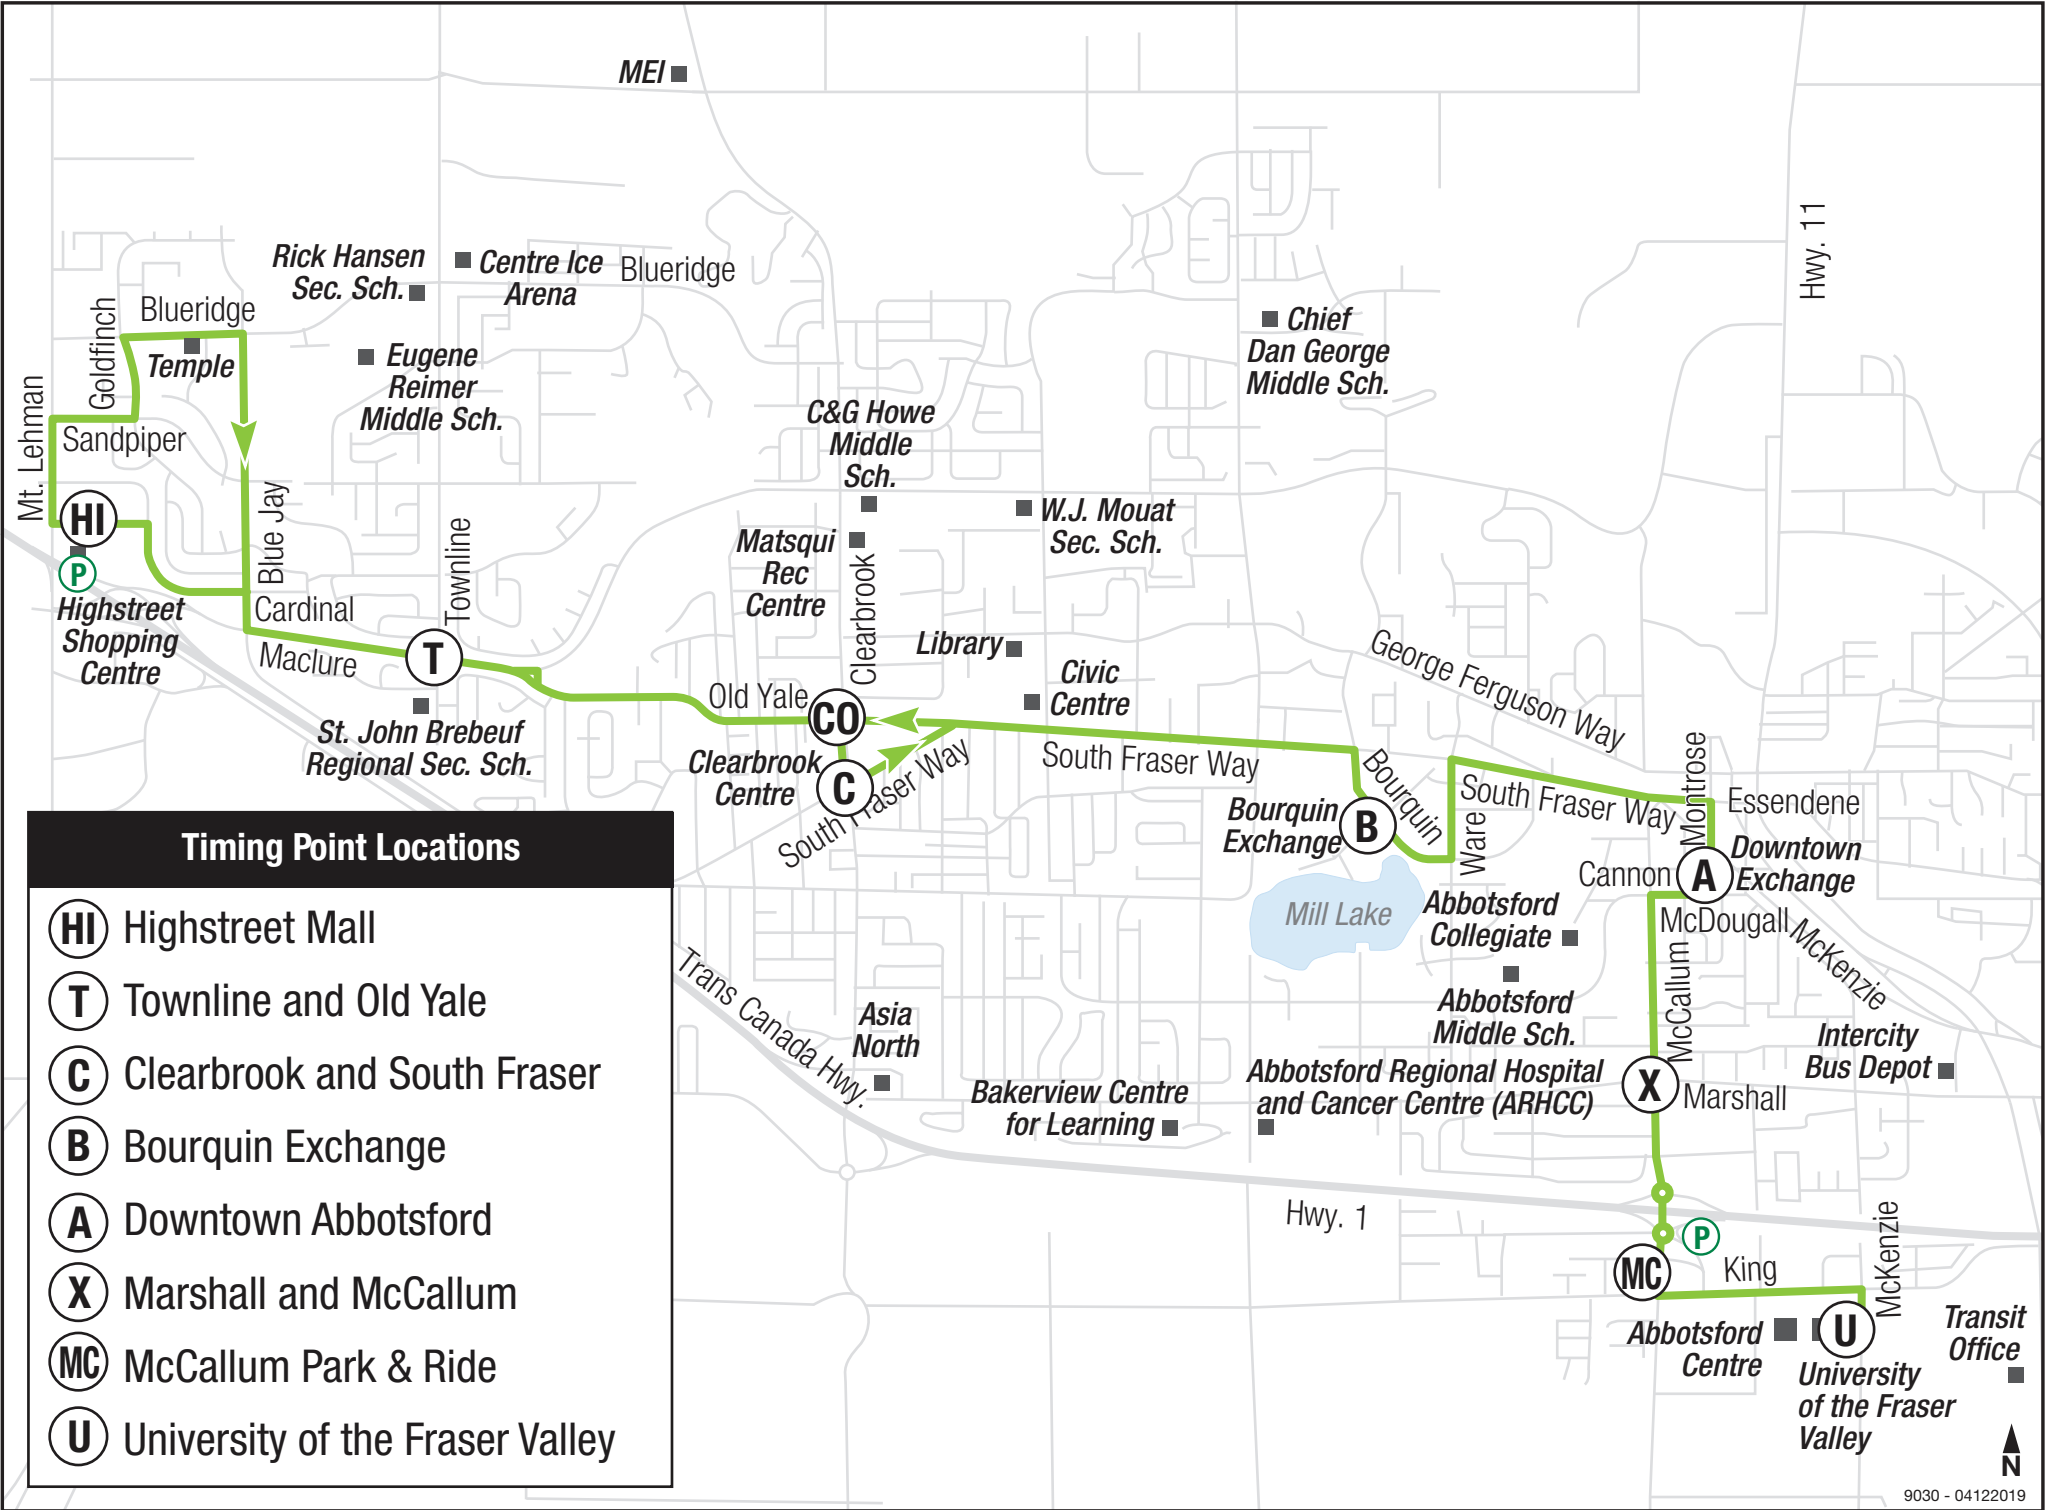 MEI
Hwy. 11
Rick Hansen
Sec. Sch.
Centre Ice
Arena
Blueridge
Blueridge
Goldfinch
Temple
Eugene
Reimer
Middle Sch.
Chief
Dan George
Middle Sch.
Mt. Lehman
Sandpiper
C&G Howe
Middle
Sch.
HI
P
Highstreet
Shopping
Centre
Blue Jay
Cardinal
Townline
Matsqui
Rec
Centre
Clearbrook
W.J. Mouat
Sec. Sch.
Library
Civic
Centre
Maclure
T
St. John Brebeuf
Regional Sec. Sch.
Old Yale
CO
Clearbrook
Centre
C
South Fraser Way
South Fraser Way
George Ferguson Way
Bourquin
Bourquin
Exchange
B
Ware
South Fraser Way
Montrose
Essendene
Cannon
A
Downtown
Exchange
McDougall
McKenzie
Mill Lake
Abbotsford
Collegiate
Abbotsford
Middle Sch.
McCallum
Intercity
Bus Depot
Trans Canada Hwy.
Asia
North
Bakerview Centre
for Learning
Abbotsford Regional Hospital
and Cancer Centre (ARHCC)
X
Marshall
Hwy. 1
P
MC
King
McKenzie
Abbotsford
Centre
U
University
of the Fraser
Valley
Transit
Office
N
Timing Point Locations
HI Highstreet Mall
T Townline and Old Yale
C Clearbrook and South Fraser
B Bourquin Exchange
A Downtown Abbotsford
X Marshall and McCallum
MC McCallum Park & Ride
U University of the Fraser Valley
9030 - 04122019